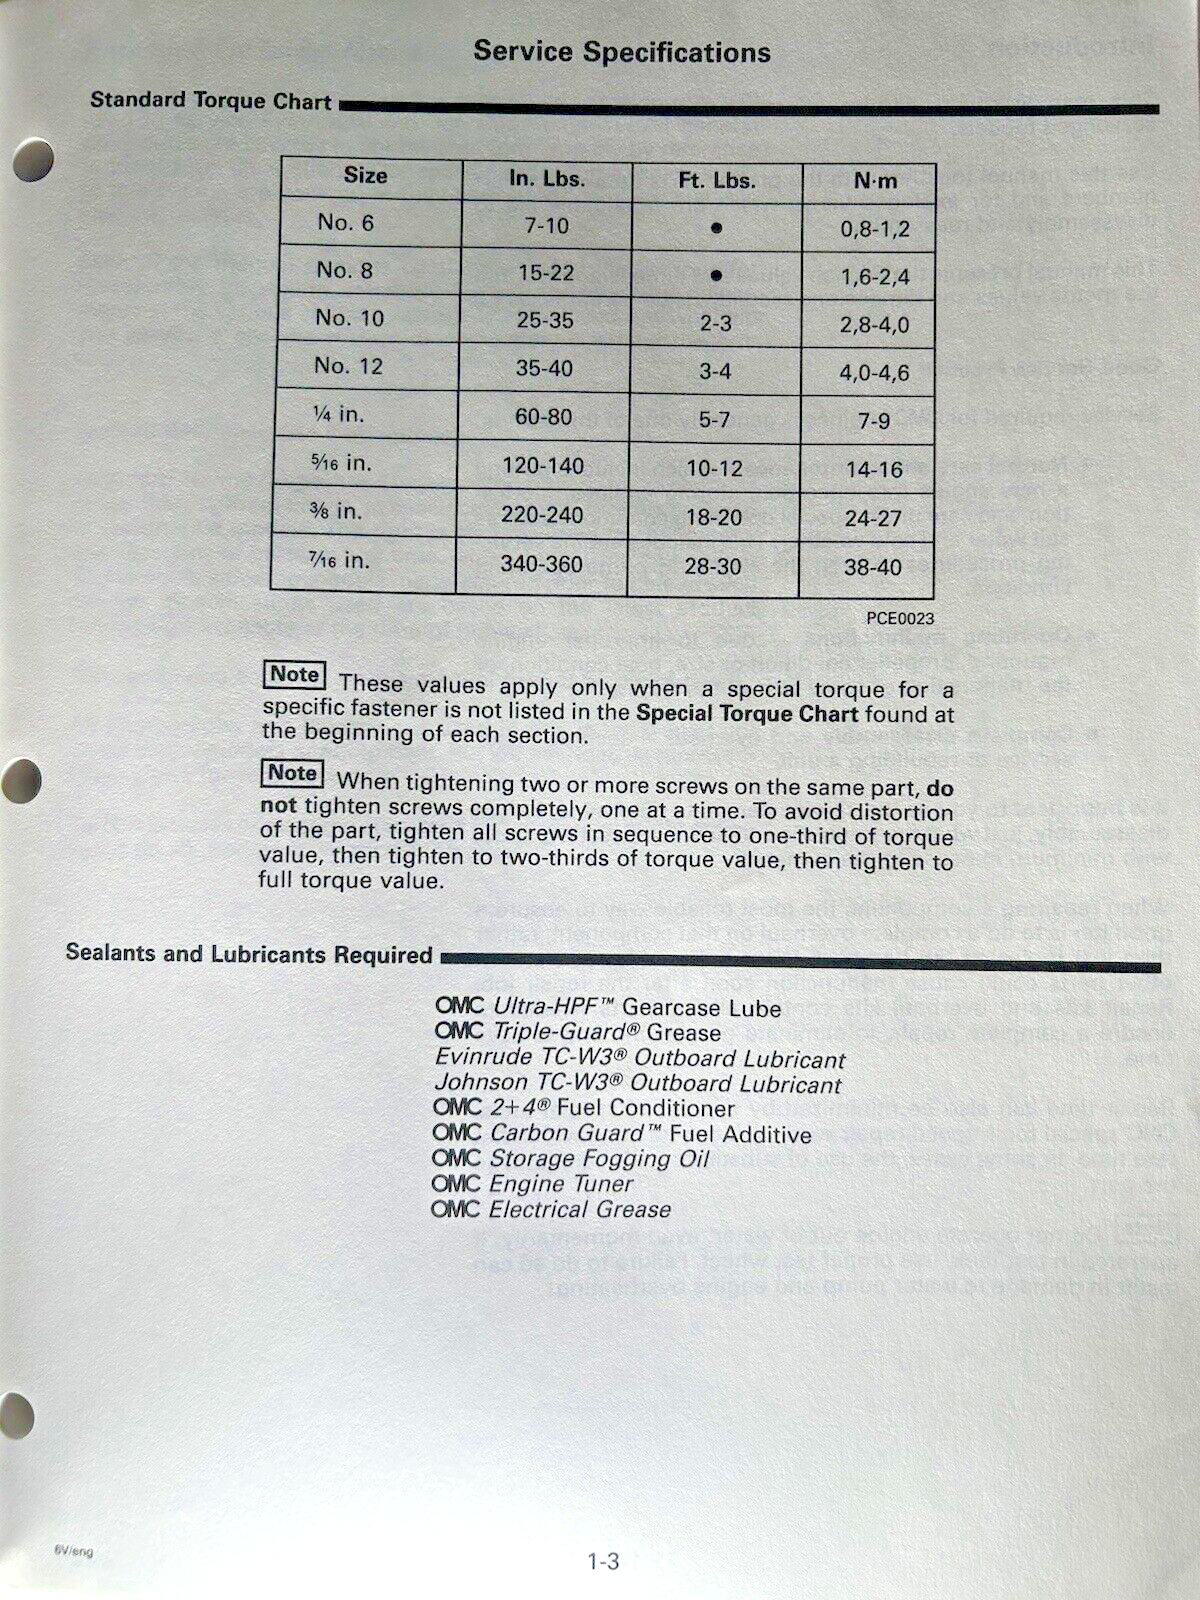 Service Specifications
Standard Torque Chart
Size In. Lbs. Ft. Lbs. N·m
No. 6 7-10 • 0,8-1,2
No. 8 15-22 • 1,6-2,4
No. 10 25-35 2-3 2,8-4,0
No. 12 35-40 3-4 4,0-4,6
¼ in. 60-80 5-7 7-9
5/16 in. 120-140 10-12 14-16
⅜ in. 220-240 18-20 24-27
7/16 in. 340-360 28-30 38-40
PCE0023
Note These values apply only when a special torque for a
specific fastener is not listed in the Special Torque Chart found at
the beginning of each section.
Note When tightening two or more screws on the same part, do
not tighten screws completely, one at a time. To avoid distortion
of the part, tighten all screws in sequence to one-third of torque
value, then tighten to two-thirds of torque value, then tighten to
full torque value.
Sealants and Lubricants Required
OMC Ultra-HPF™ Gearcase Lube
OMC Triple-Guard® Grease
Evinrude TC-W3® Outboard Lubricant
Johnson TC-W3® Outboard Lubricant
OMC 2+4® Fuel Conditioner
OMC Carbon Guard™ Fuel Additive
OMC Storage Fogging Oil
OMC Engine Tuner
OMC Electrical Grease
6V/eng
1-3